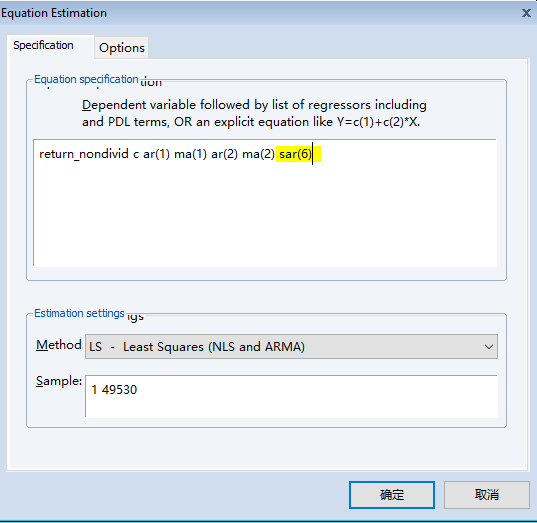 Equation Estimation
Specification
Options
Equation specification
Dependent variable followed by list of regressors including
and PDL terms, OR an explicit equation like Y=c(1)+c(2)*X.
return_nondivid c ar(1) ma(1) ar(2) ma(2) sar(6)
Estimation settings
Method
LS - Least Squares (NLS and ARMA)
Sample:
1 49530
确定
取消